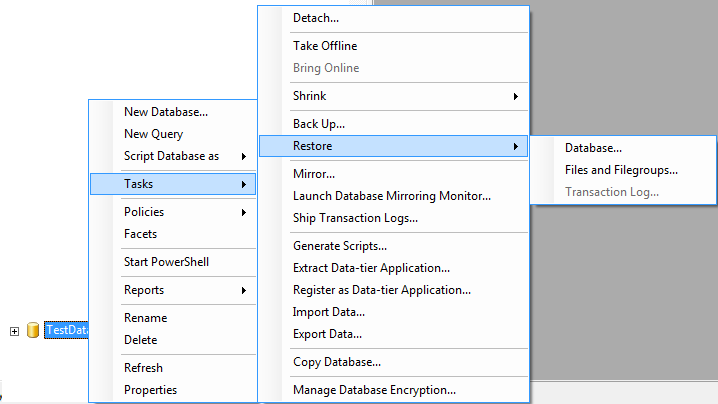 TestData
New Database...
New Query
Script Database as
Tasks
Policies
Facets
Start PowerShell
Reports
Rename
Delete
Refresh
Properties
Detach...
Take Offline
Bring Online
Shrink
Back Up...
Restore
Mirror...
Launch Database Mirroring Monitor...
Ship Transaction Logs...
Generate Scripts...
Extract Data-tier Application...
Register as Data-tier Application...
Import Data...
Export Data...
Copy Database...
Manage Database Encryption...
Database...
Files and Filegroups...
Transaction Log...